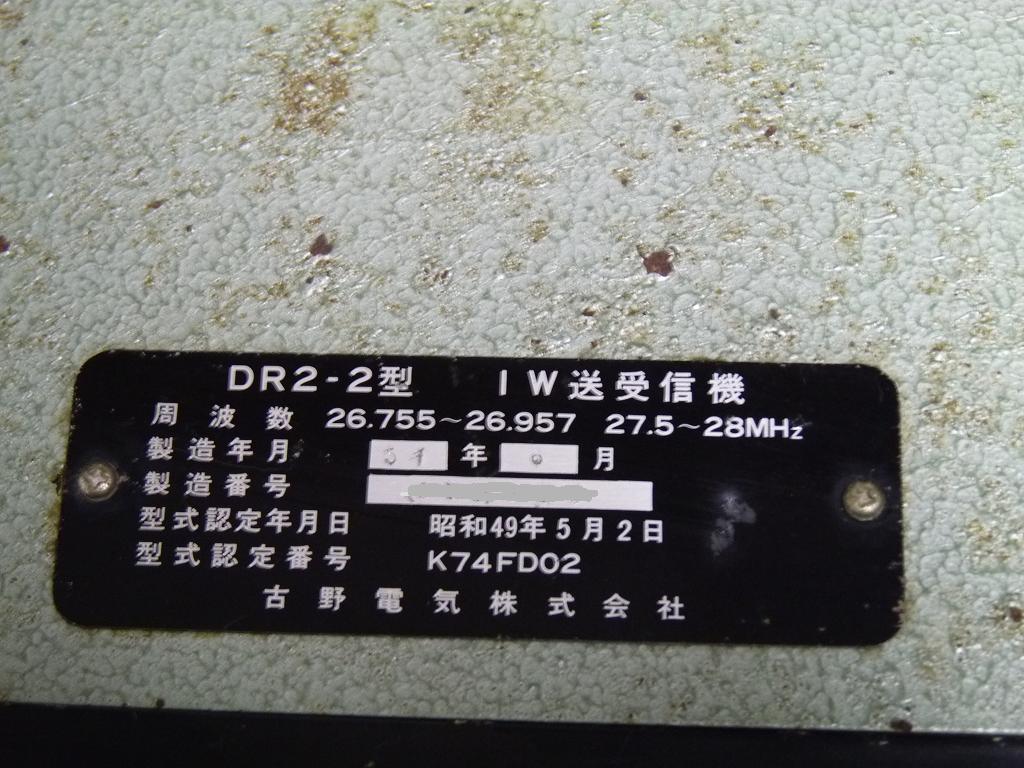 DR2-2型 1W送受信機
周波数 26.755~26.957 27.5~28MHz
製造年月 年 月
製造番号
型式認定年月日 昭和49年5月2日
型式認定番号 K74FD02
古野電気株式会社